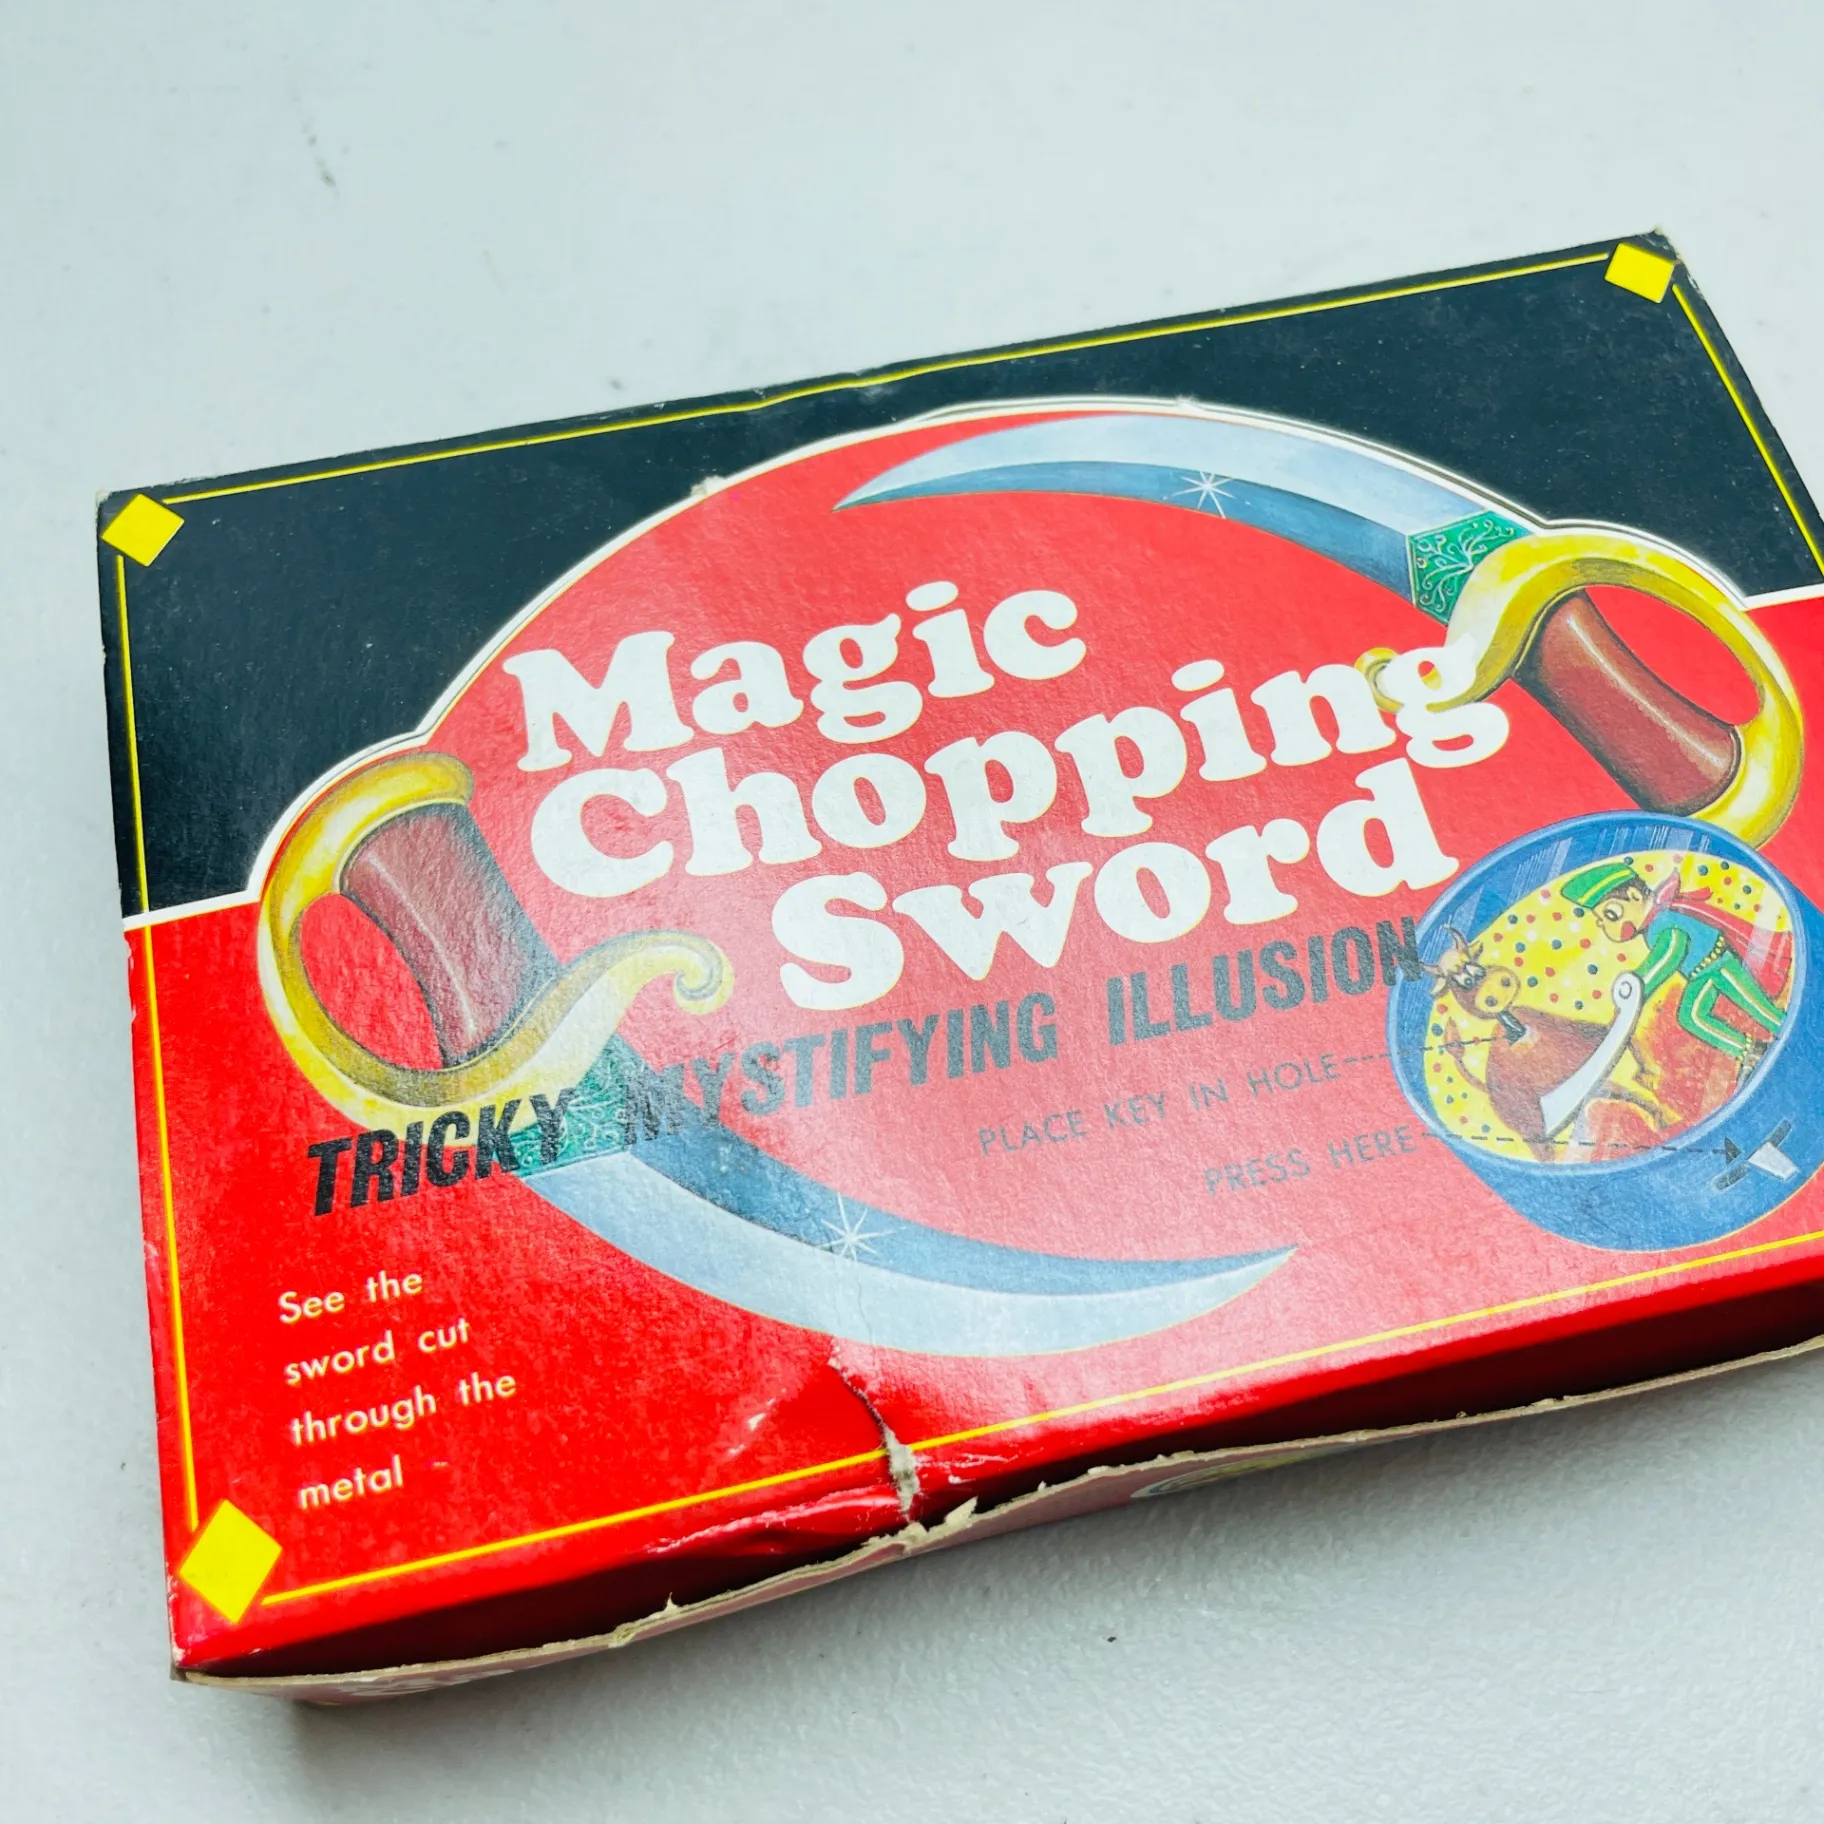 Magic
Chopping
Sword
TRICKY MYSTIFYING ILLUSION
PLACE KEY IN HOLE
PRESS HERE
See the
sword cut
through the
metal